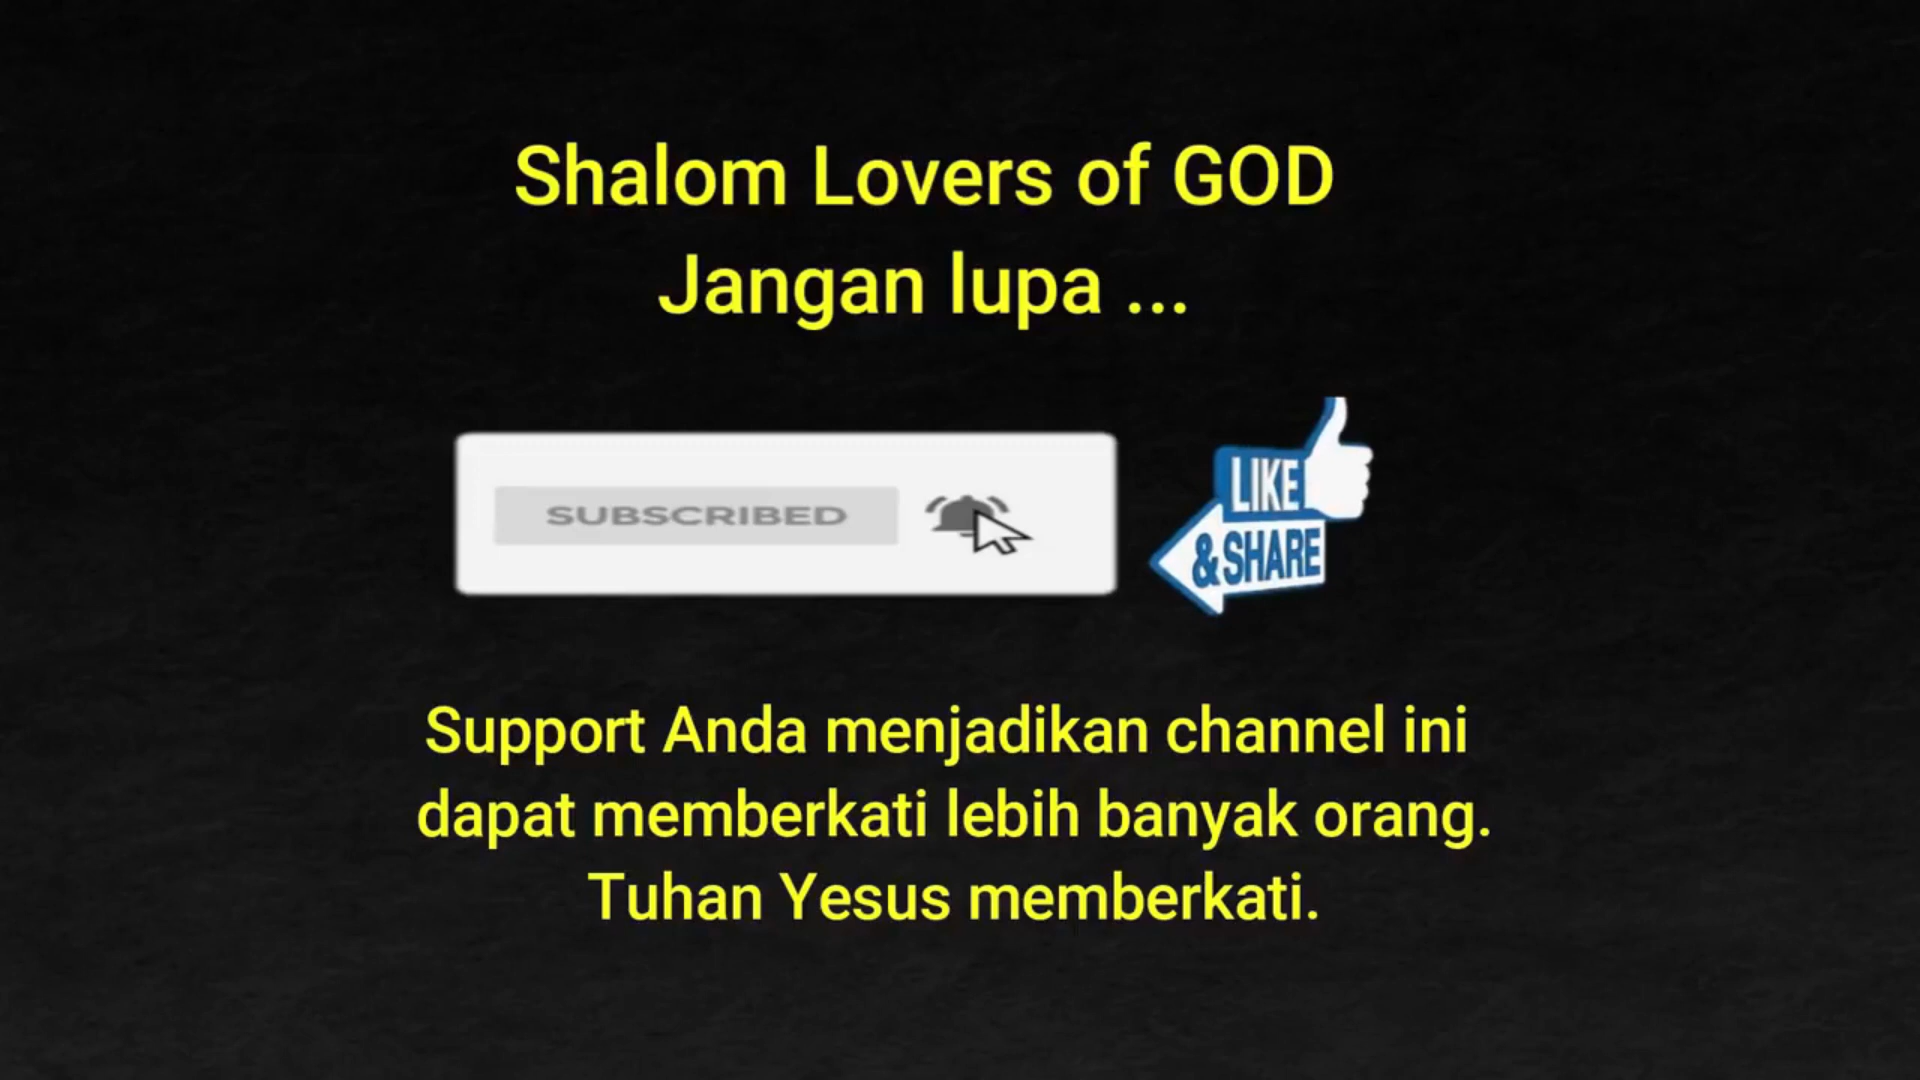 Shalom Lovers of GOD
Jangan lupa ...
SUBSCRIBED
LIKE
& SHARE
Support Anda menjadikan channel ini
dapat memberkati lebih banyak orang.
Tuhan Yesus memberkati.